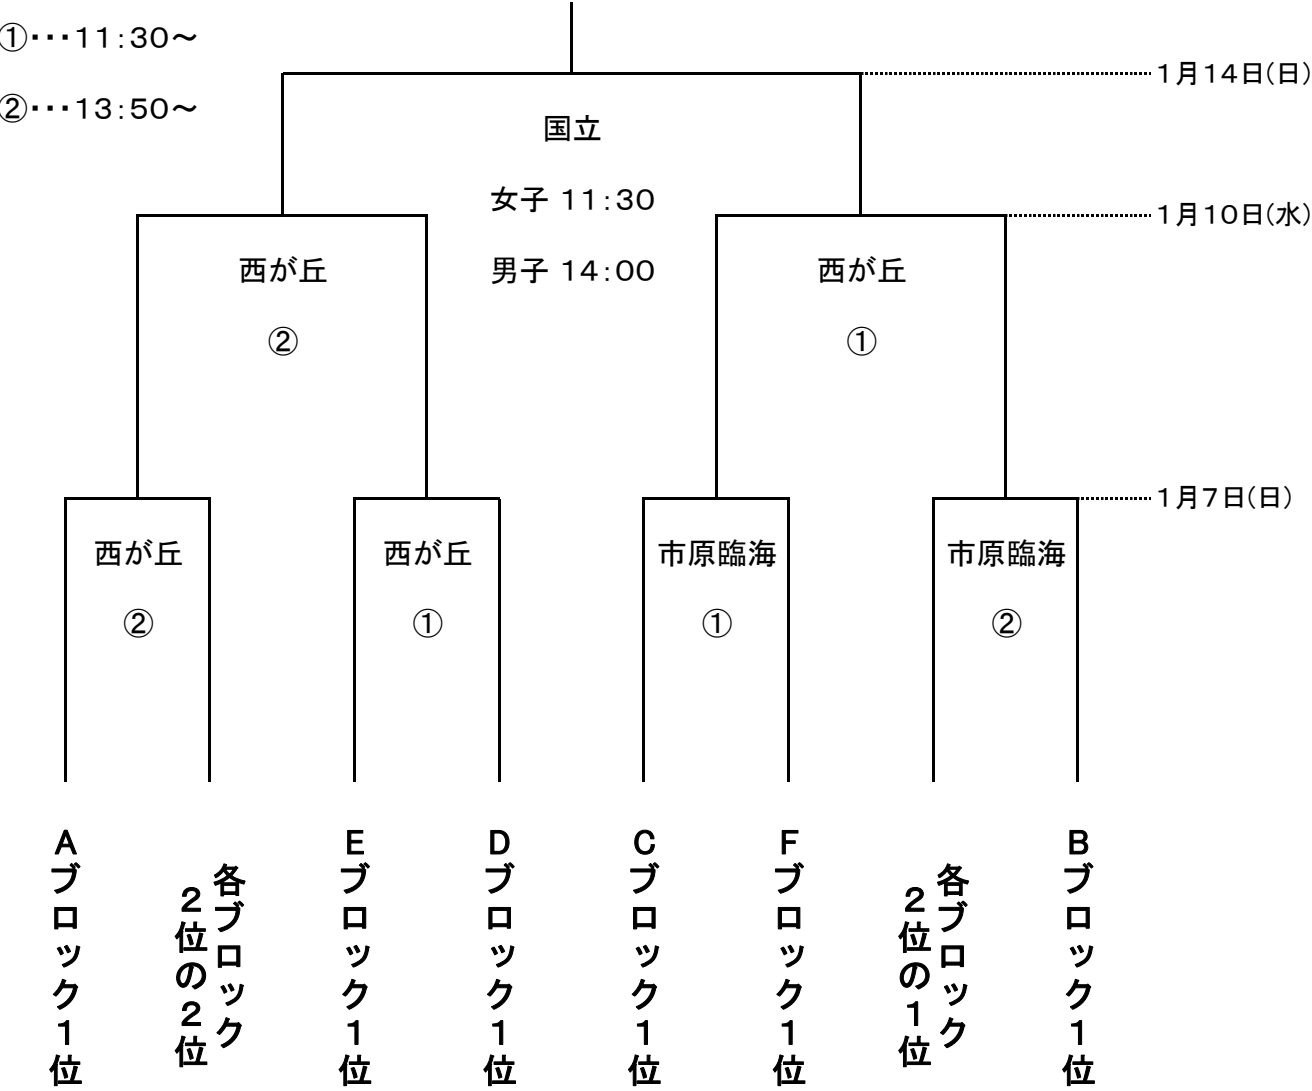 ①･･･１１：３０～
１月１４日（日）
②･･･１３：５０～
国立
女子 １１：３０
１月１０日（水）
西が丘
男子 １４：００
西が丘
②
①
１月７日（日）
西が丘
西が丘
市原臨海
市原臨海
②
①
①
②
Ａブロック１位
各ブロック
２位の２位
Ｅブロック１位
Ｄブロック１位
Ｃブロック１位
Ｆブロック１位
各ブロック
２位の１位
Ｂブロック１位